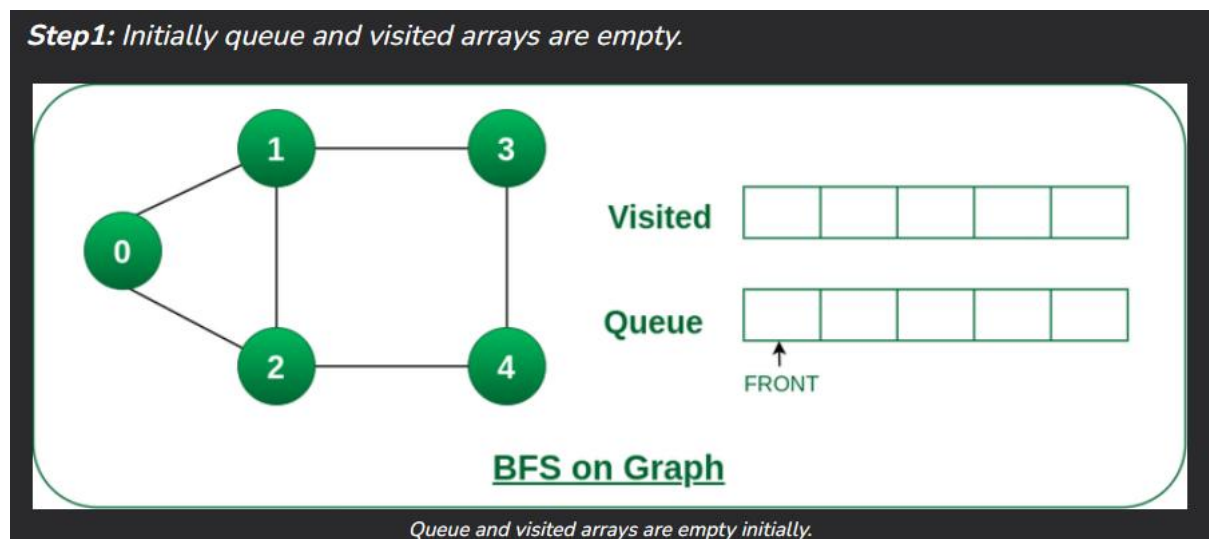 Step1: Initially queue and visited arrays are empty.
1
3
0
2
4
Visited
Queue
FRONT
BFS on Graph
Queue and visited arrays are empty initially.